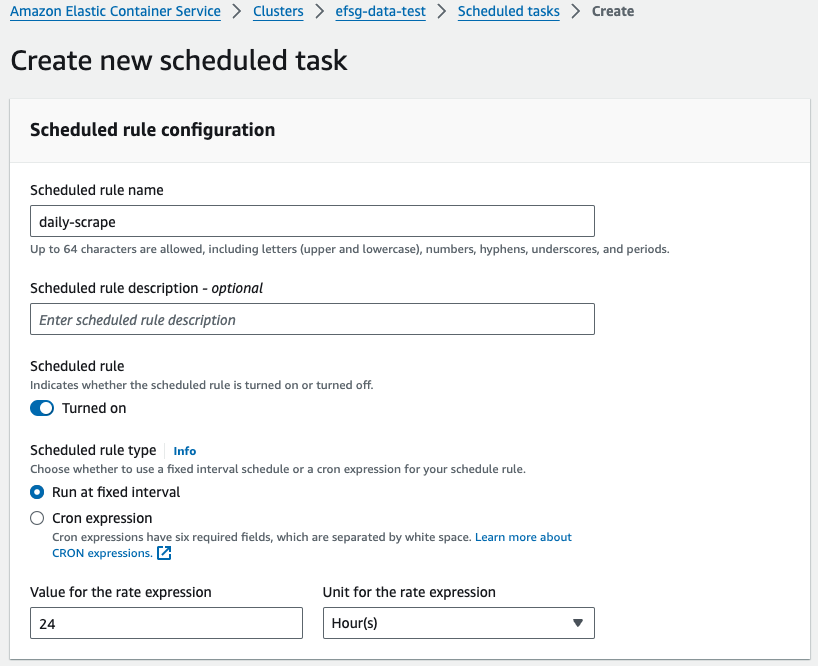 Amazon Elastic Container Service > Clusters > efsg-data-test > Scheduled tasks > Create
Create new scheduled task
Scheduled rule configuration
Scheduled rule name
daily-scrape
Up to 64 characters are allowed, including letters (upper and lowercase), numbers, hyphens, underscores, and periods.
Scheduled rule description - optional
Enter scheduled rule description
Scheduled rule
Indicates whether the scheduled rule is turned on or turned off.
Turned on
Scheduled rule type Info
Choose whether to use a fixed interval schedule or a cron expression for your schedule rule.
Run at fixed interval
Cron expression
Cron expressions have six required fields, which are separated by white space. Learn more about
CRON expressions.
Value for the rate expression Unit for the rate expression
24 Hour(s)